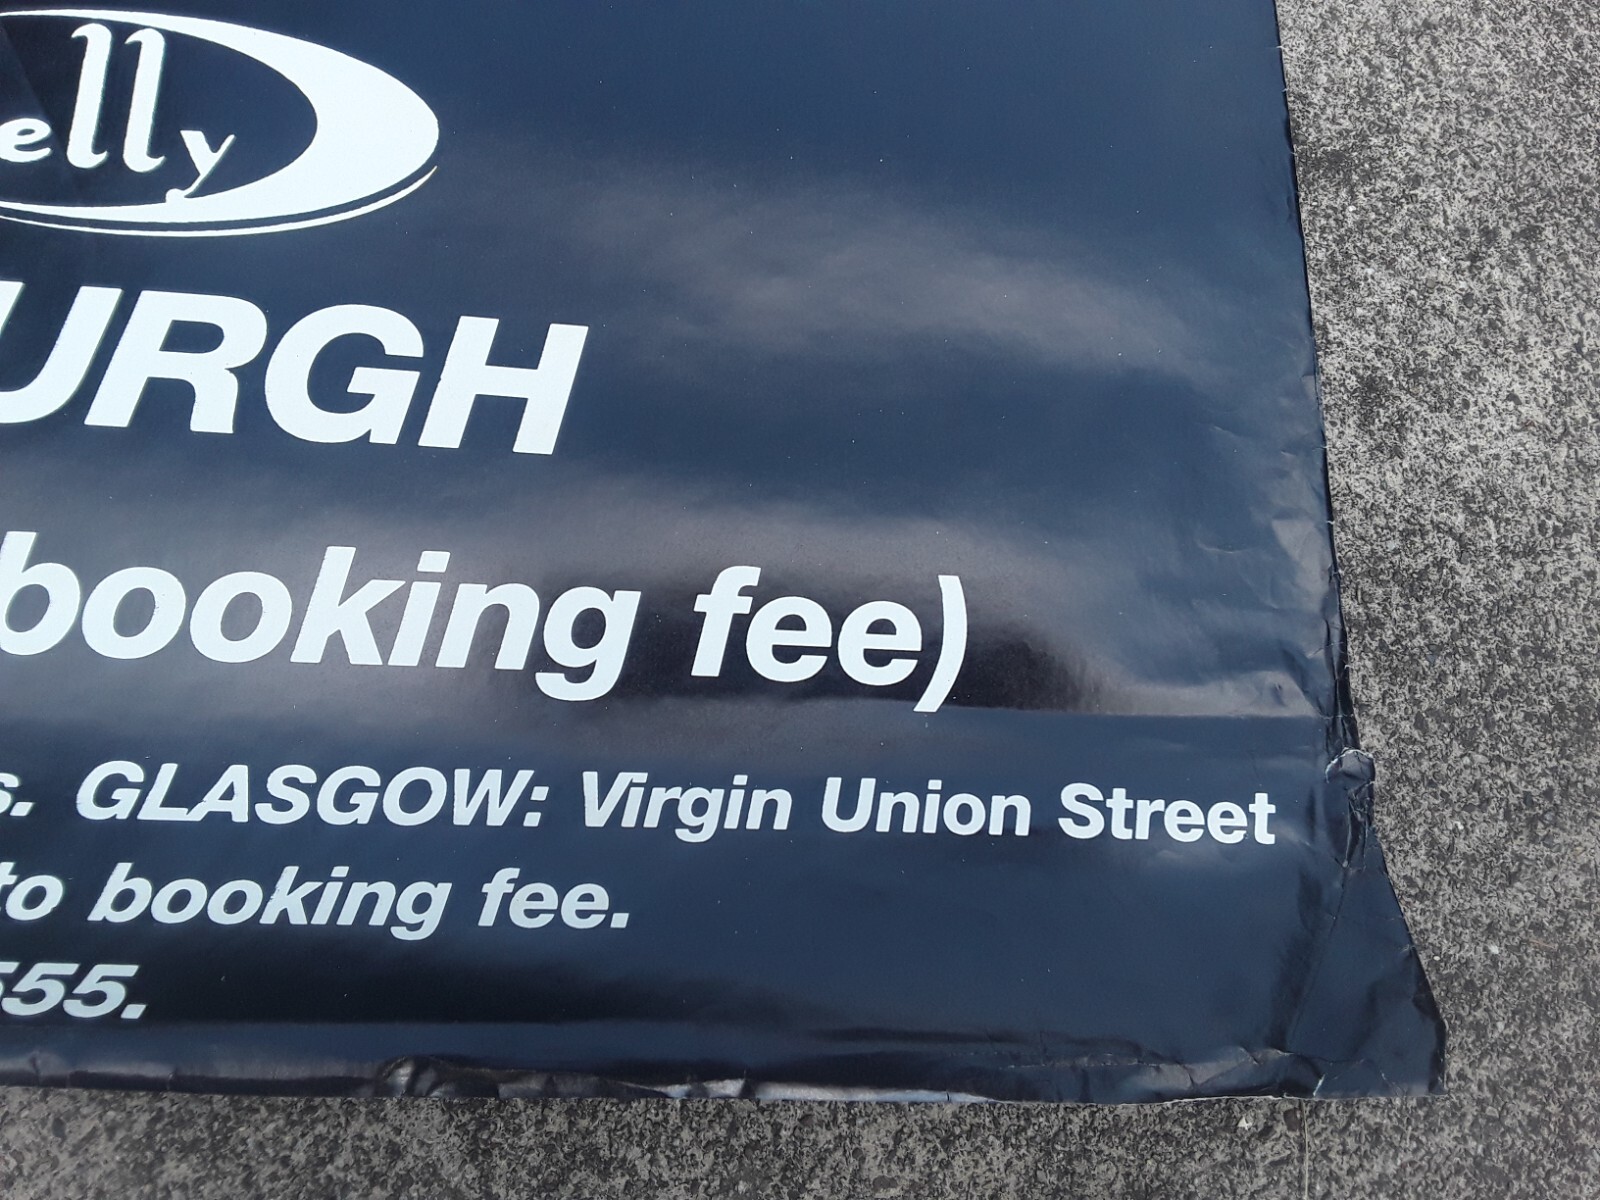 elly
URGH
booking fee)
s. GLASGOW: Virgin Union Street
to booking fee.
555.